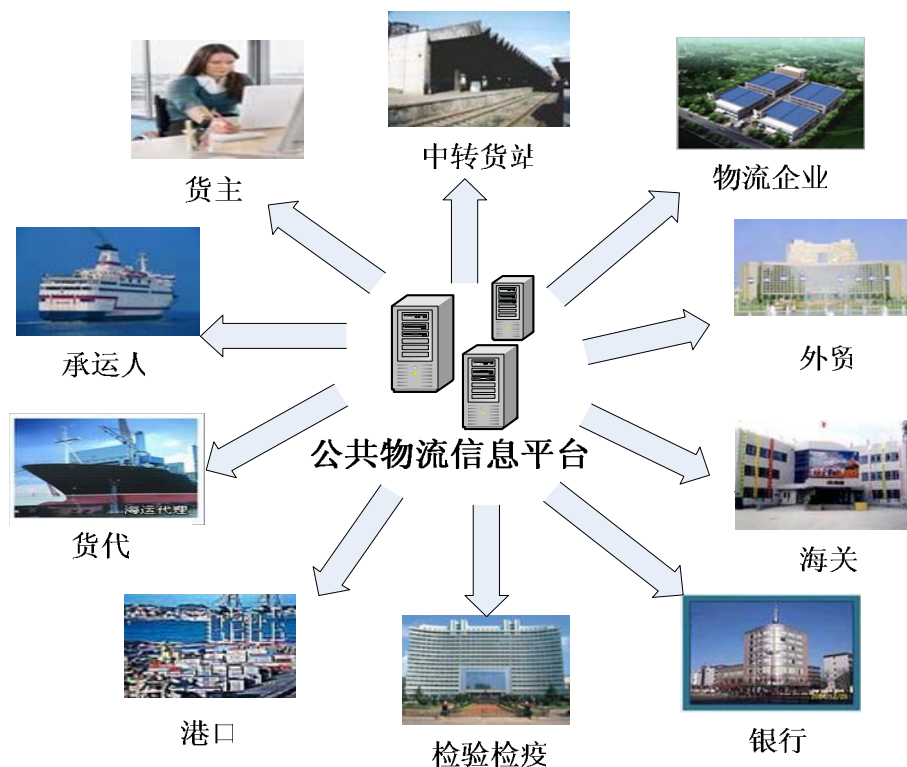 中转货站
货主
物流企业
承运人
外贸
公共物流信息平台
海运代理
货代
海关
港口
检验检疫
银行